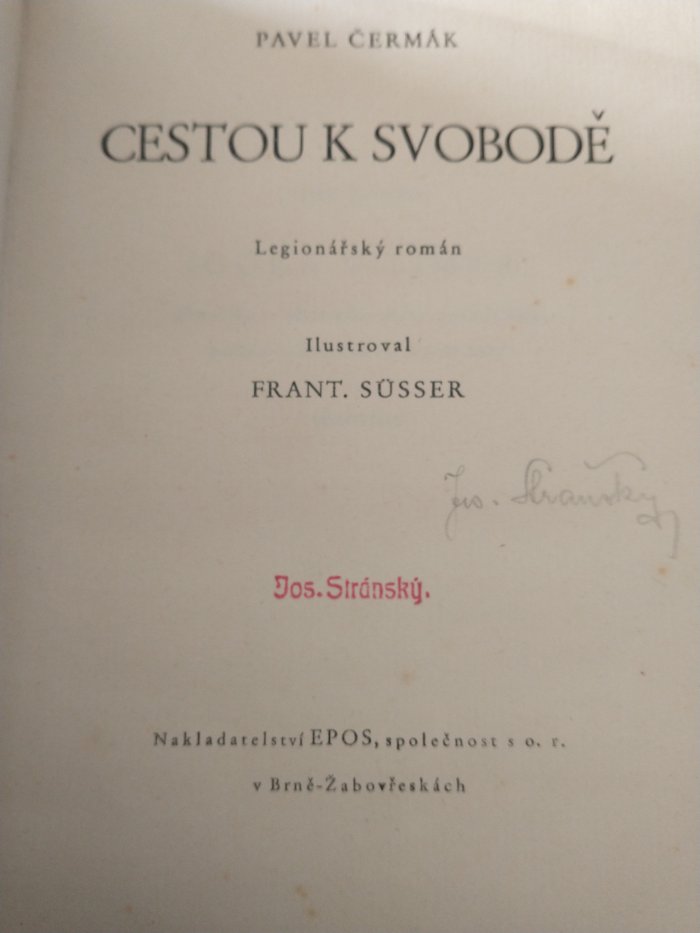 PAVEL ČERMÁK
CESTOU K SVOBODĚ
Legionářský román
Ilustroval
FRANT. SÜSSER
Jos. Stránský
Jos. Stránský.
Nakladatelství EPOS, společnost s o. r.
v Brně-Žabovřeskách